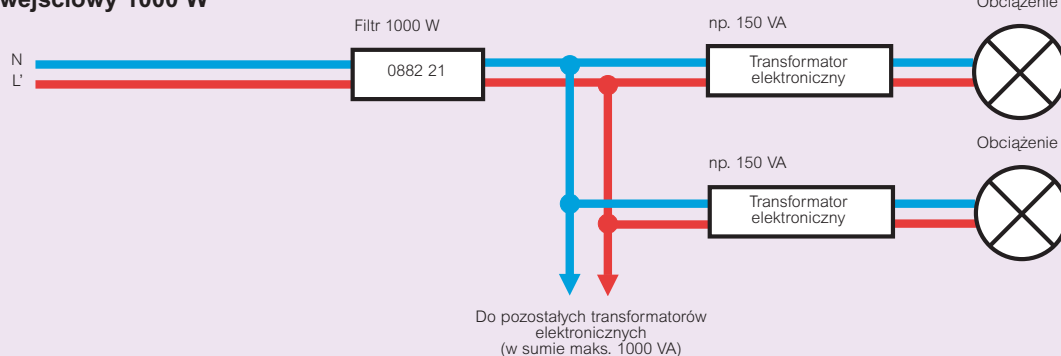 wejściowy 1000 W
Obciążenie
Filtr 1000 W
np. 150 VA
N
L'
0882 21
Transformator
elektroniczny
Obciążenie
np. 150 VA
Transformator
elektroniczny
Do pozostałych transformatorów
elektronicznych
(w sumie maks. 1000 VA)